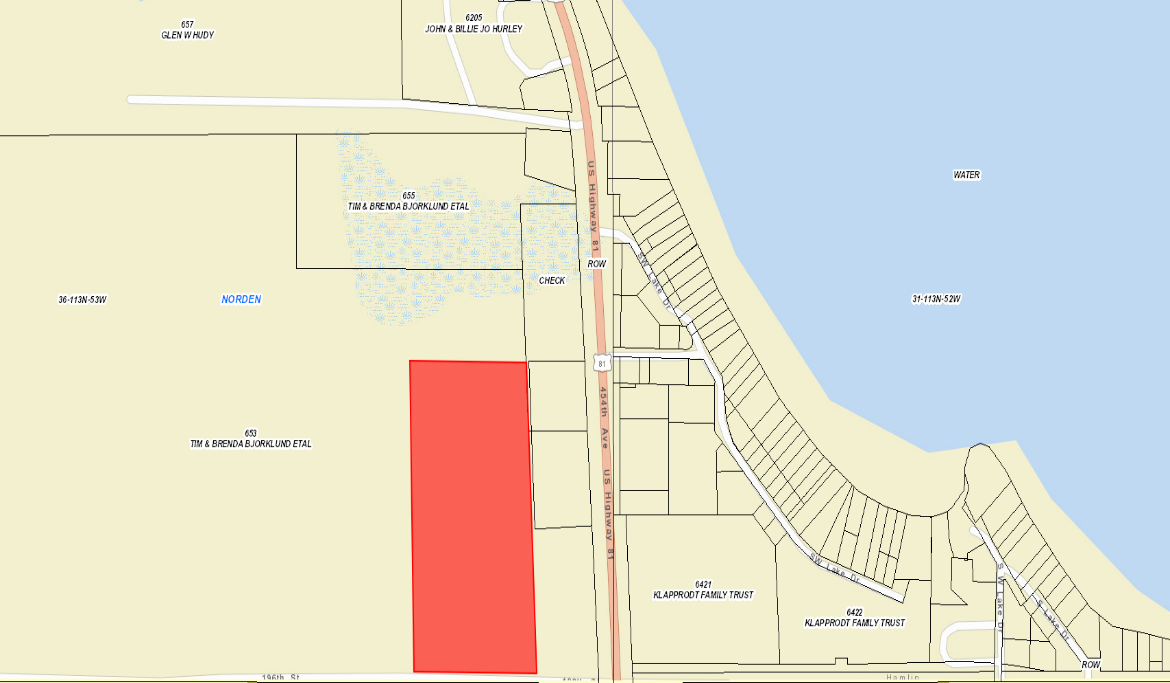 657
GLEN W HUDY
6205
JOHN & BILLIE JO HURLEY
US Highway 81
WATER
655
TIM & BRENDA BJORKLUND ETAL
ROW
SW Lake Dr
CHECK
36-113N-53W
NORDEN
31-113N-52W
81
454th Ave
653
TIM & BRENDA BJORKLUND ETAL
US Highway 81
SW Lake Dr
6421
KLAPPRODT FAMILY TRUST
6422
KLAPPRODT FAMILY TRUST
S W Lake Dr
S Lake Dr
ROW
196th St
Hamlin